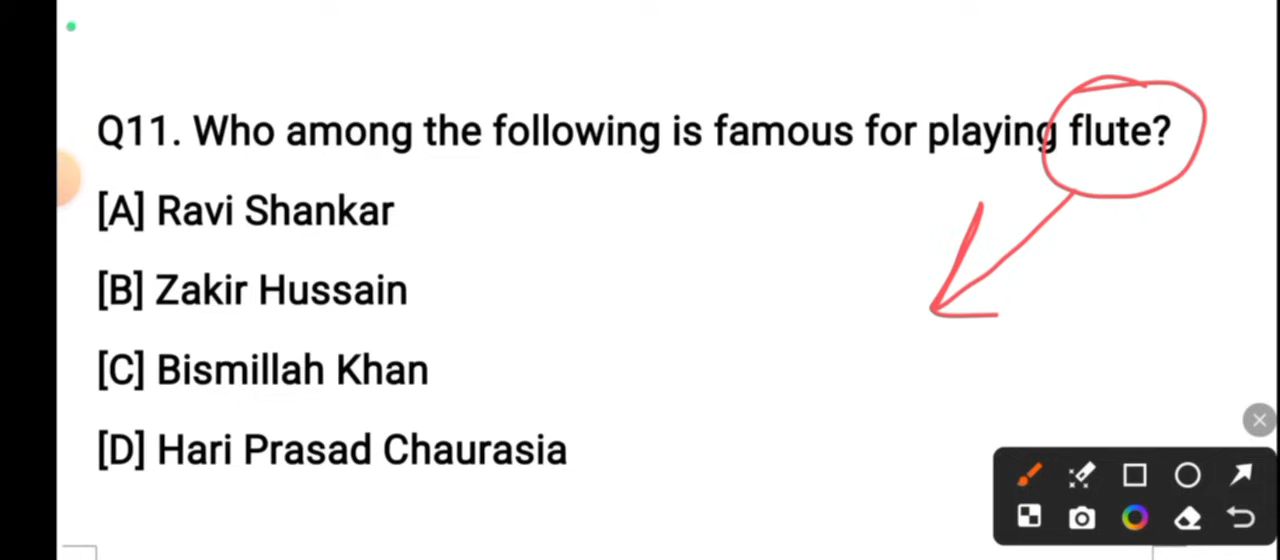 Q11. Who among the following is famous for playing flute?
[A] Ravi Shankar
[B] Zakir Hussain
[C] Bismillah Khan
[D] Hari Prasad Chaurasia